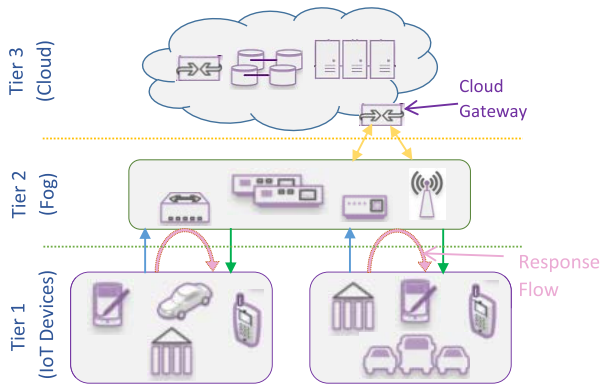 Tier 3
(Cloud)
Cloud
Gateway
Tier 2
(Fog)
Response
Flow
Tier 1
(IoT Devices)